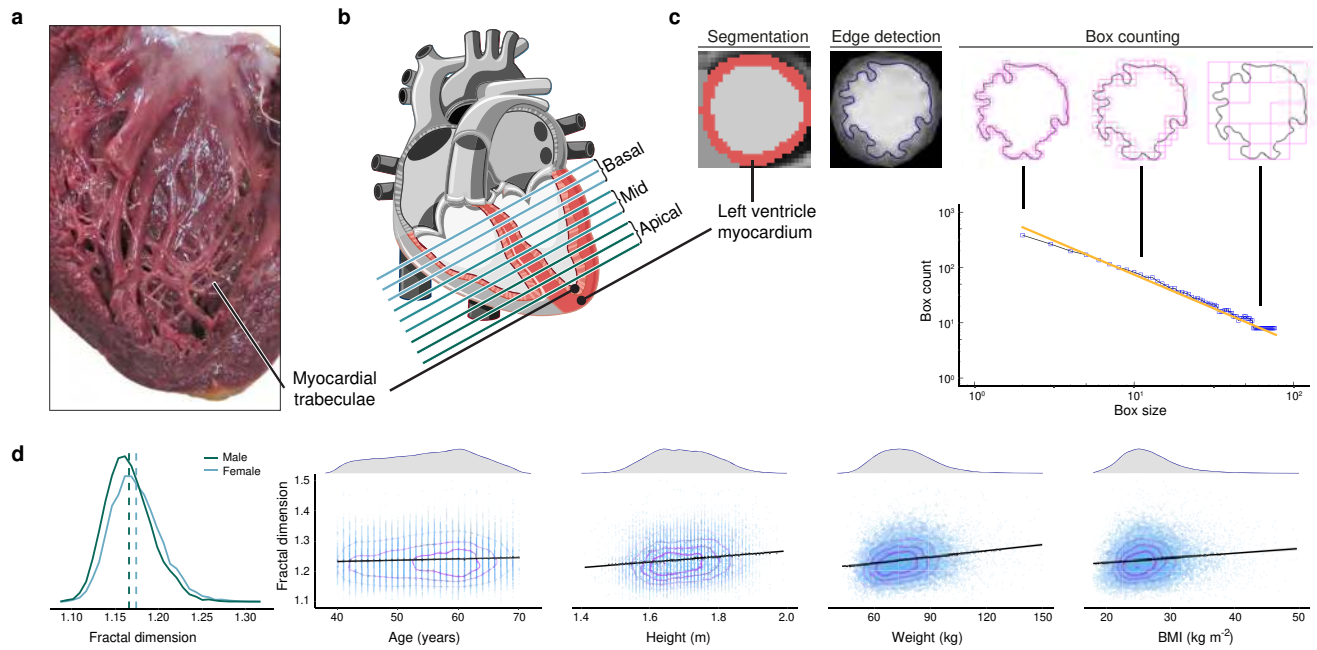 a
b
c
Segmentation
Edge detection
Box counting
Basal
Mid
Apical
Left ventricle
myocardium
Myocardial
trabeculae
Box count
10³
10²
10¹
10⁰
10⁰
10¹
10²
Box size
d
Male
Female
1.10
1.15
1.20
1.25
1.30
Fractal dimension
Fractal dimension
1.5
1.4
1.3
1.2
1.1
40
50
60
70
Age (years)
1.4
1.6
1.8
2.0
Height (m)
60
90
120
150
Weight (kg)
20
30
40
50
BMI (kg m⁻²)